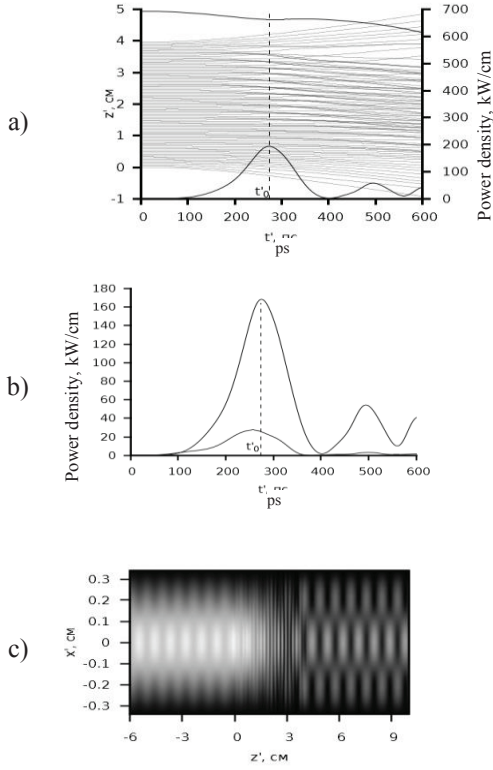 a)
5
4
3
2
1
0
-1
z', см
700
600
500
400
300
200
100
0
Power density, kW/cm
t'₀
0 100 200 300 400 500 600
ps
b)
180
160
140
120
100
80
60
40
20
0
Power density, kW/cm
t'₀
0 100 200 300 400 500 600
ps
c)
0.3
0.2
0.1
0
-0.1
-0.2
-0.3
x', см
-6 -3 0 3 6 9
z', см